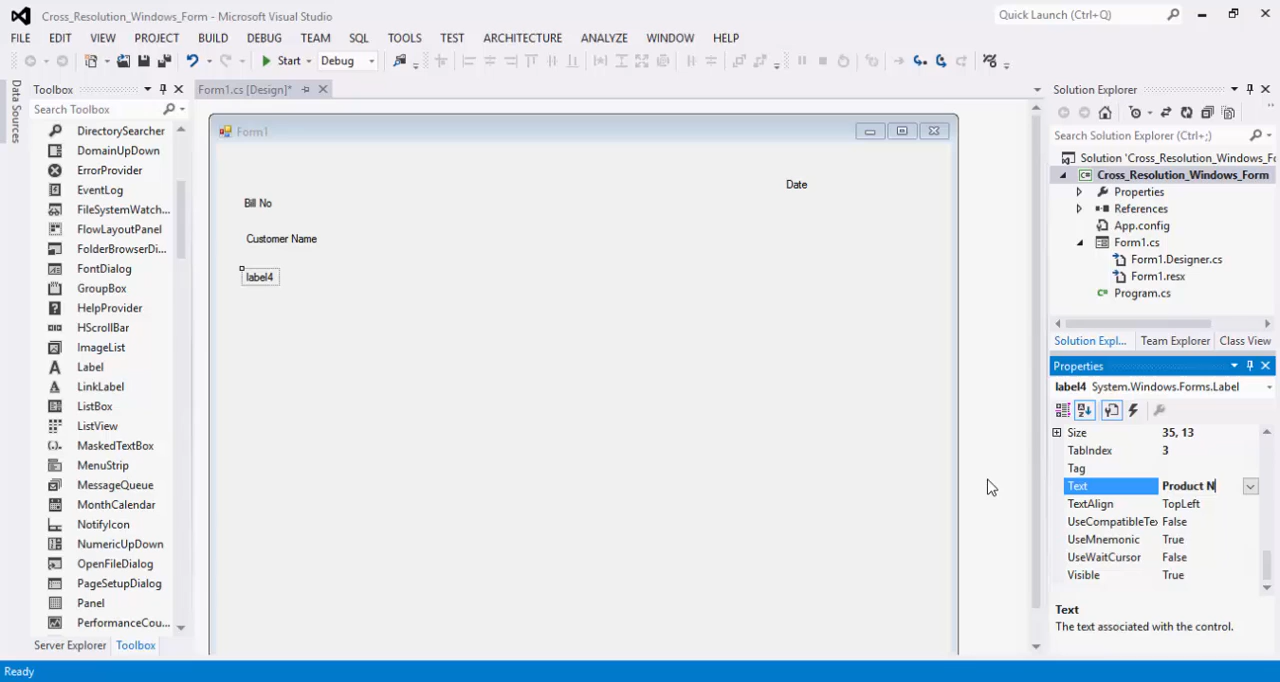 Cross_Resolution_Windows_Form - Microsoft Visual Studio
Quick Launch (Ctrl+Q)
FILE EDIT VIEW PROJECT BUILD DEBUG TEAM SQL TOOLS TEST ARCHITECTURE ANALYZE WINDOW HELP
Start Debug
Data Sources
Toolbox
Search Toolbox
DirectorySearcher
DomainUpDown
ErrorProvider
EventLog
FileSystemWatch...
FlowLayoutPanel
FolderBrowserDi...
FontDialog
GroupBox
HelpProvider
HScrollBar
ImageList
Label
LinkLabel
ListBox
ListView
MaskedTextBox
MenuStrip
MessageQueue
MonthCalendar
NotifyIcon
NumericUpDown
OpenFileDialog
PageSetupDialog
Panel
PerformanceCou...
Server Explorer Toolbox
Form1.cs [Design]*
Form1
Date
Bill No
Customer Name
label4
Solution Explorer
Search Solution Explorer (Ctrl+;)
Solution 'Cross_Resolution_Windows_F
Cross_Resolution_Windows_Form
Properties
References
App.config
Form1.cs
Form1.Designer.cs
Form1.resx
Program.cs
Solution Expl... Team Explorer Class View
Properties
label4 System.Windows.Forms.Label
Size 35, 13
TabIndex 3
Tag
Text Product N
TextAlign TopLeft
UseCompatibleTe False
UseMnemonic True
UseWaitCursor False
Visible True
Text
The text associated with the control.
Ready